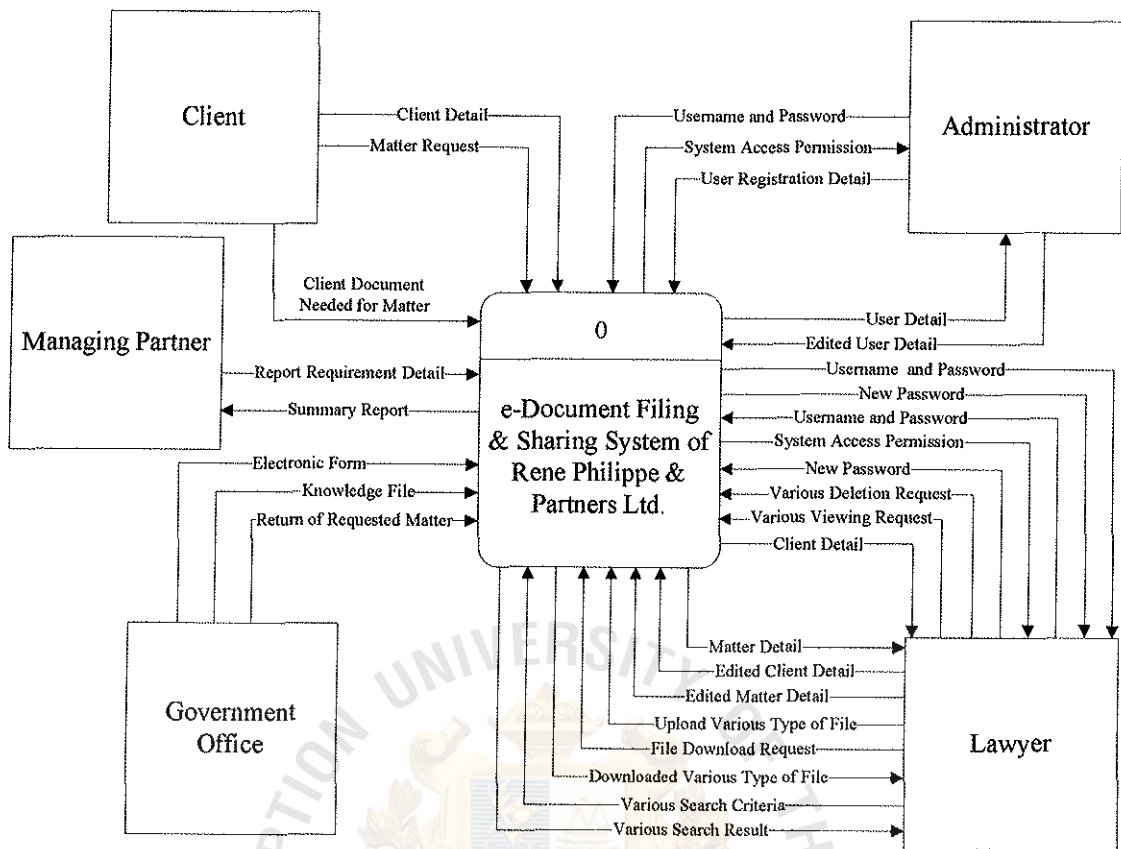 Client
Client Detail
Matter Request
Username and Password
System Access Permission
User Registration Detail
Administrator
Managing Partner
Client Document
Needed for Matter
Report Requirement Detail
Summary Report
Electronic Form
Knowledge File
Return of Requested Matter
0
e-Document Filing
& Sharing System of
Rene Philippe &
Partners Ltd.
User Detail
Edited User Detail
Username and Password
New Password
Username and Password
System Access Permission
New Password
Various Deletion Request
Various Viewing Request
Client Detail
Government
Office
Matter Detail
Edited Client Detail
Edited Matter Detail
Upload Various Type of File
File Download Request
Downloaded Various Type of File
Various Search Criteria
Various Search Result
Lawyer
UNIVERSITY OF TH
PTION